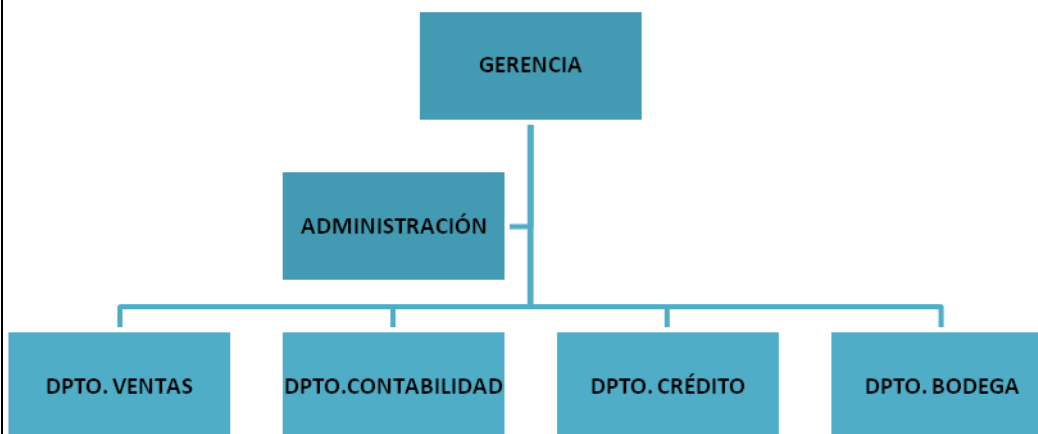 GERENCIA
ADMINISTRACIÓN
DPTO. VENTAS
DPTO.CONTABILIDAD
DPTO. CRÉDITO
DPTO. BODEGA